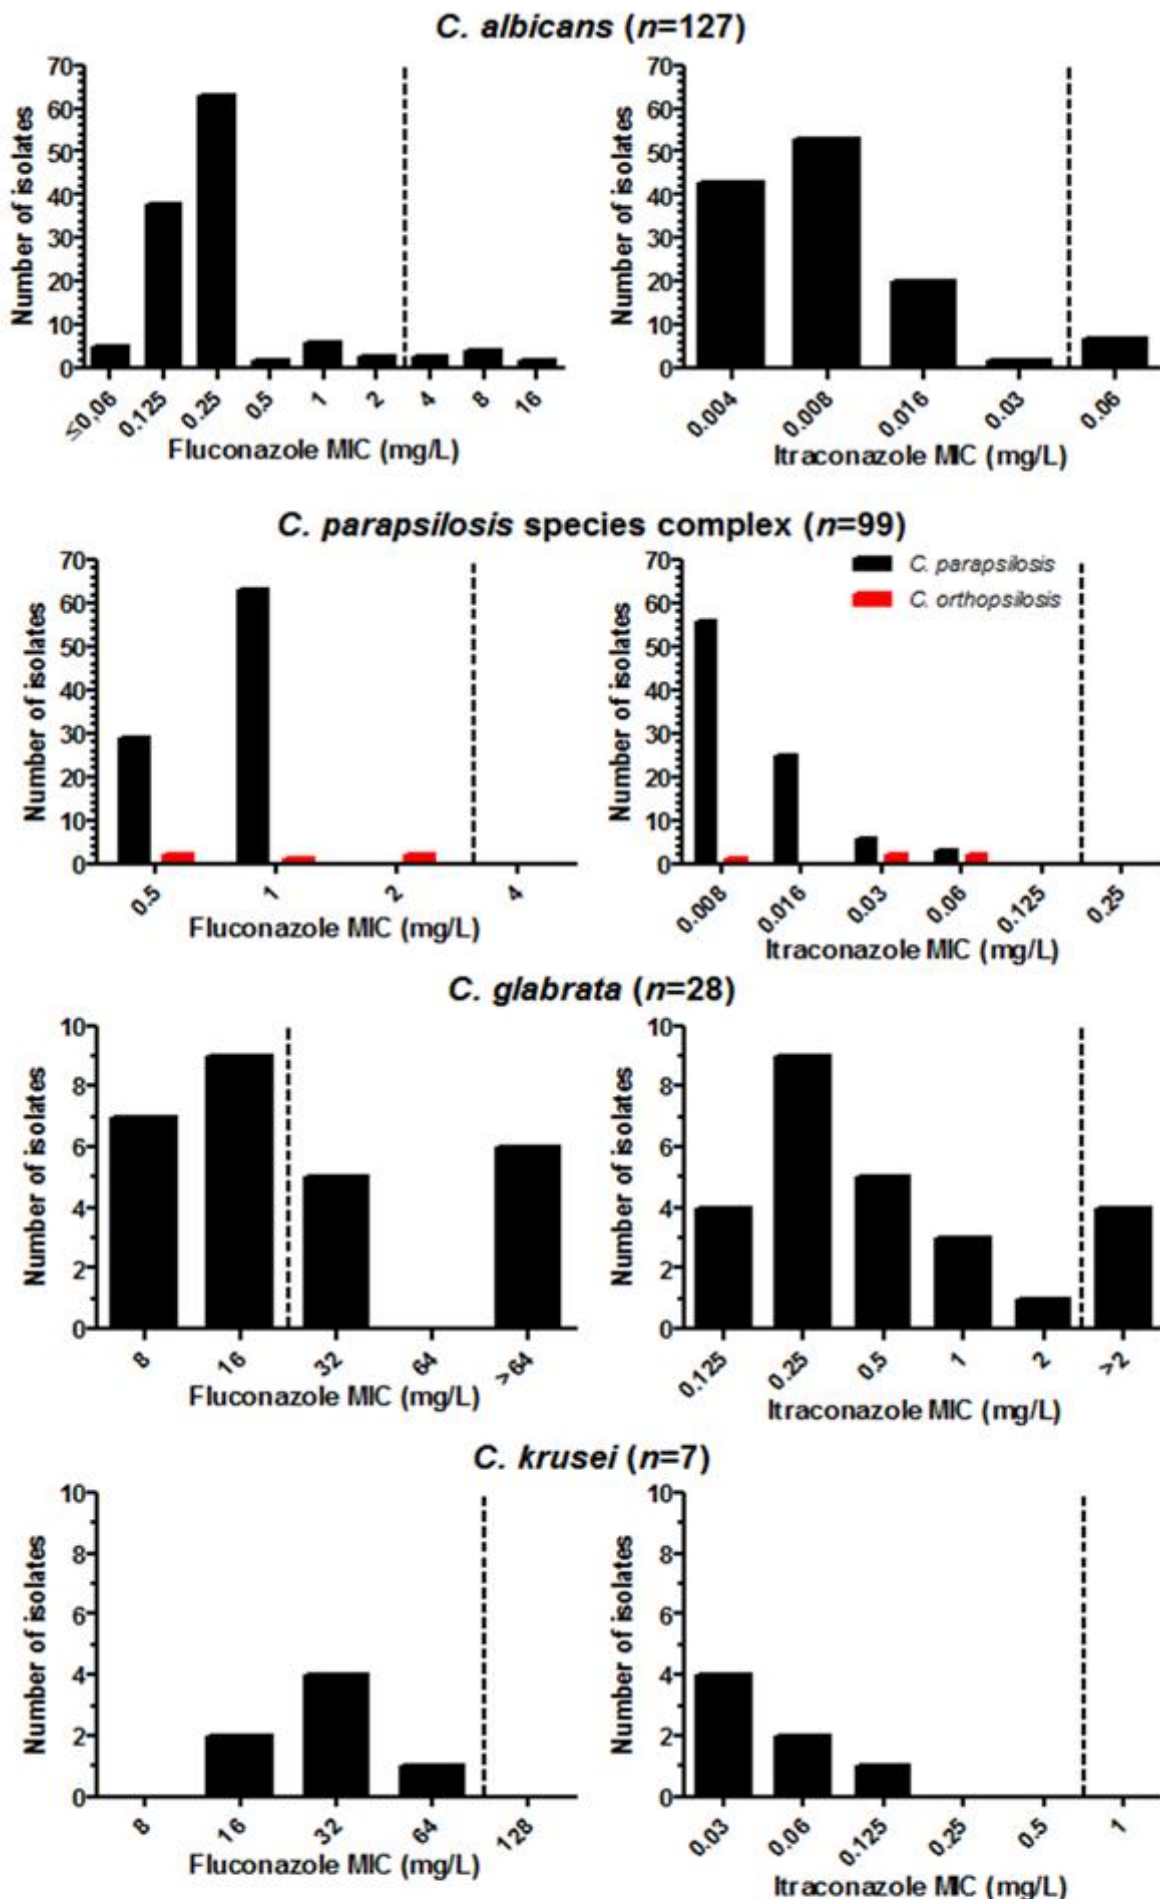 C. albicans (n=127)
70
60
50
40
30
20
10
0
Number of isolates
≤0,06 0.125 0.25 0.5 1 2 4 8 16
Fluconazole MIC (mg/L)
70
60
50
40
30
20
10
0
Number of isolates
0.004 0.008 0.016 0.03 0.06
Itraconazole MIC (mg/L)
C. parapsilosis species complex (n=99)
70
60
50
40
30
20
10
0
Number of isolates
0.5 1 2 4
Fluconazole MIC (mg/L)
70
60
50
40
30
20
10
0
Number of isolates
C. parapsilosis
C. orthopsilosis
0.008 0.016 0.03 0.06 0.125 0.25
Itraconazole MIC (mg/L)
C. glabrata (n=28)
10
8
6
4
2
0
Number of isolates
8 16 32 64 >64
Fluconazole MIC (mg/L)
10
8
6
4
2
0
Number of isolates
0.125 0.25 0.5 1 2 >2
Itraconazole MIC (mg/L)
C. krusei (n=7)
10
8
6
4
2
0
Number of isolates
8 16 32 64 128
Fluconazole MIC (mg/L)
10
8
6
4
2
0
Number of isolates
0.03 0.06 0.125 0.25 0.5 1
Itraconazole MIC (mg/L)